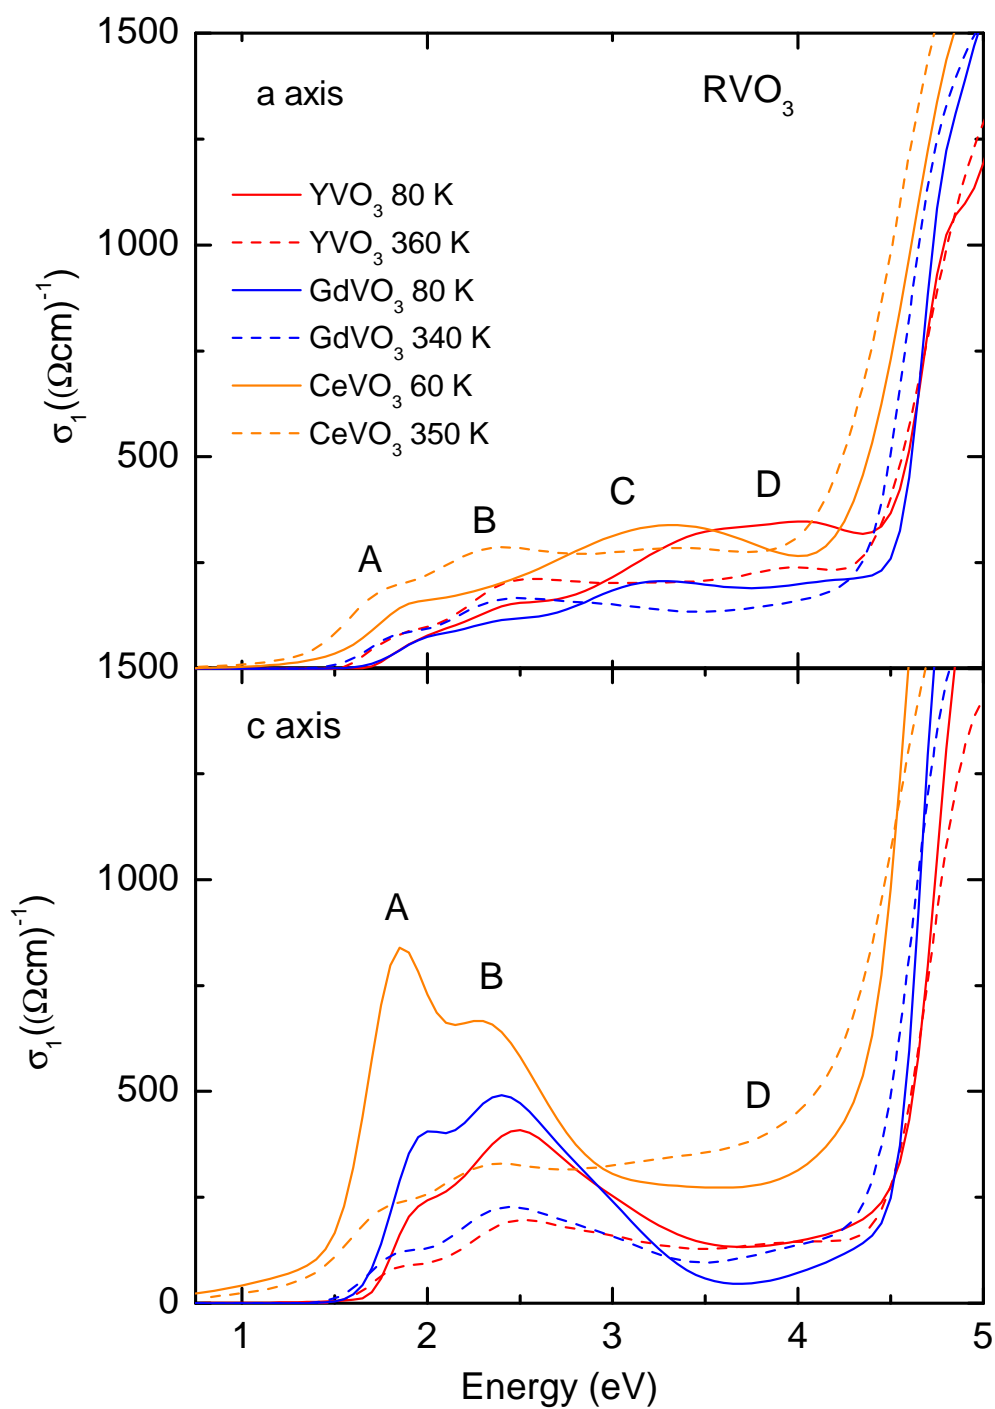 1500
a axis
RVO3
YVO3 80 K
YVO3 360 K
GdVO3 80 K
GdVO3 340 K
CeVO3 60 K
CeVO3 350 K
1000
500
σ1((Ωcm)-1)
A
B
C
D
1500
c axis
1000
500
0
σ1((Ωcm)-1)
A
B
D
1 2 3 4 5
Energy (eV)